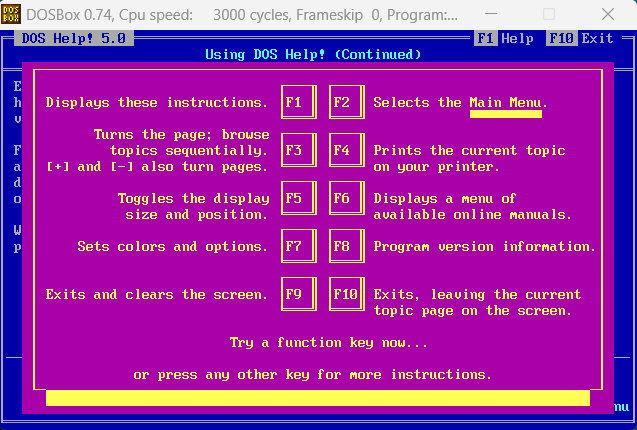 DOSBox 0.74, Cpu speed: 3000 cycles, Frameskip 0, Program:...
DOS Help! 5.0 F1 Help F10 Exit
Using DOS Help! (Continued)
Displays these instructions. F1 F2 Selects the Main Menu.
Turns the page; browse
topics sequentially. F3 F4 Prints the current topic
[+] and [-] also turn pages. on your printer.
Toggles the display F5 F6 Displays a menu of
size and position. available online manuals.
Sets colors and options. F7 F8 Program version information.
Exits and clears the screen. F9 F10 Exits, leaving the current
topic page on the screen.
Try a function key now...
or press any other key for more instructions.